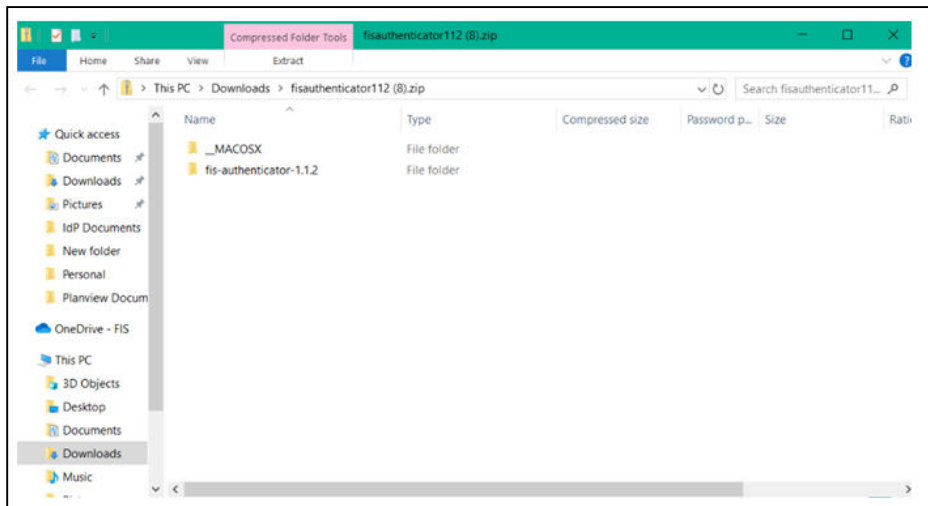 Compressed Folder Tools fisauthenticator112 (8).zip
File Home Share View Extract
This PC > Downloads > fisauthenticator112 (8).zip
Search fisauthenticator11...
Name Type Compressed size Password p... Size Ratio
Quick access
__MACOSX File folder
Documents
fis-authenticator-1.1.2 File folder
Downloads
Pictures
IdP Documents
New folder
Personal
Planview Docum
OneDrive - FIS
This PC
3D Objects
Desktop
Documents
Downloads
Music